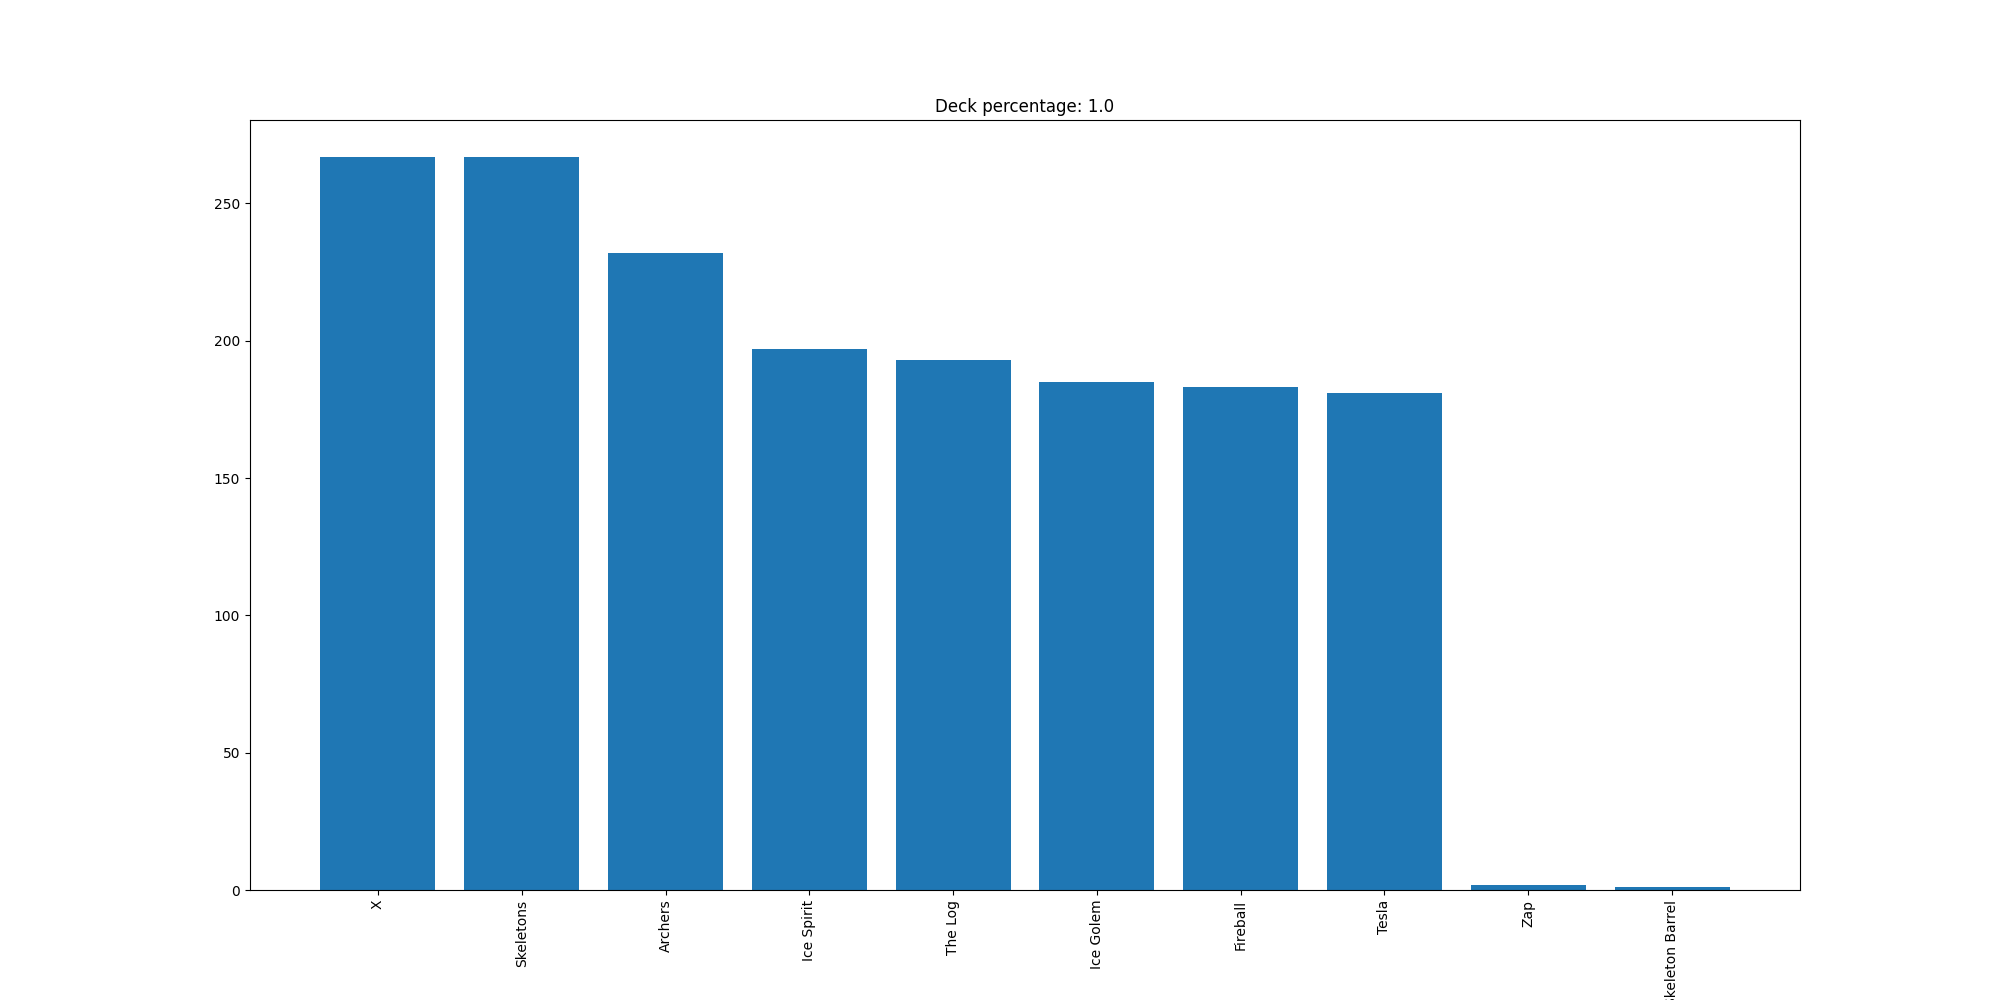 Deck percentage: 1.0
250
200
150
100
50
0
X
Skeletons
Archers
Ice Spirit
The Log
Ice Golem
Fireball
Tesla
Zap
Skeleton Barrel